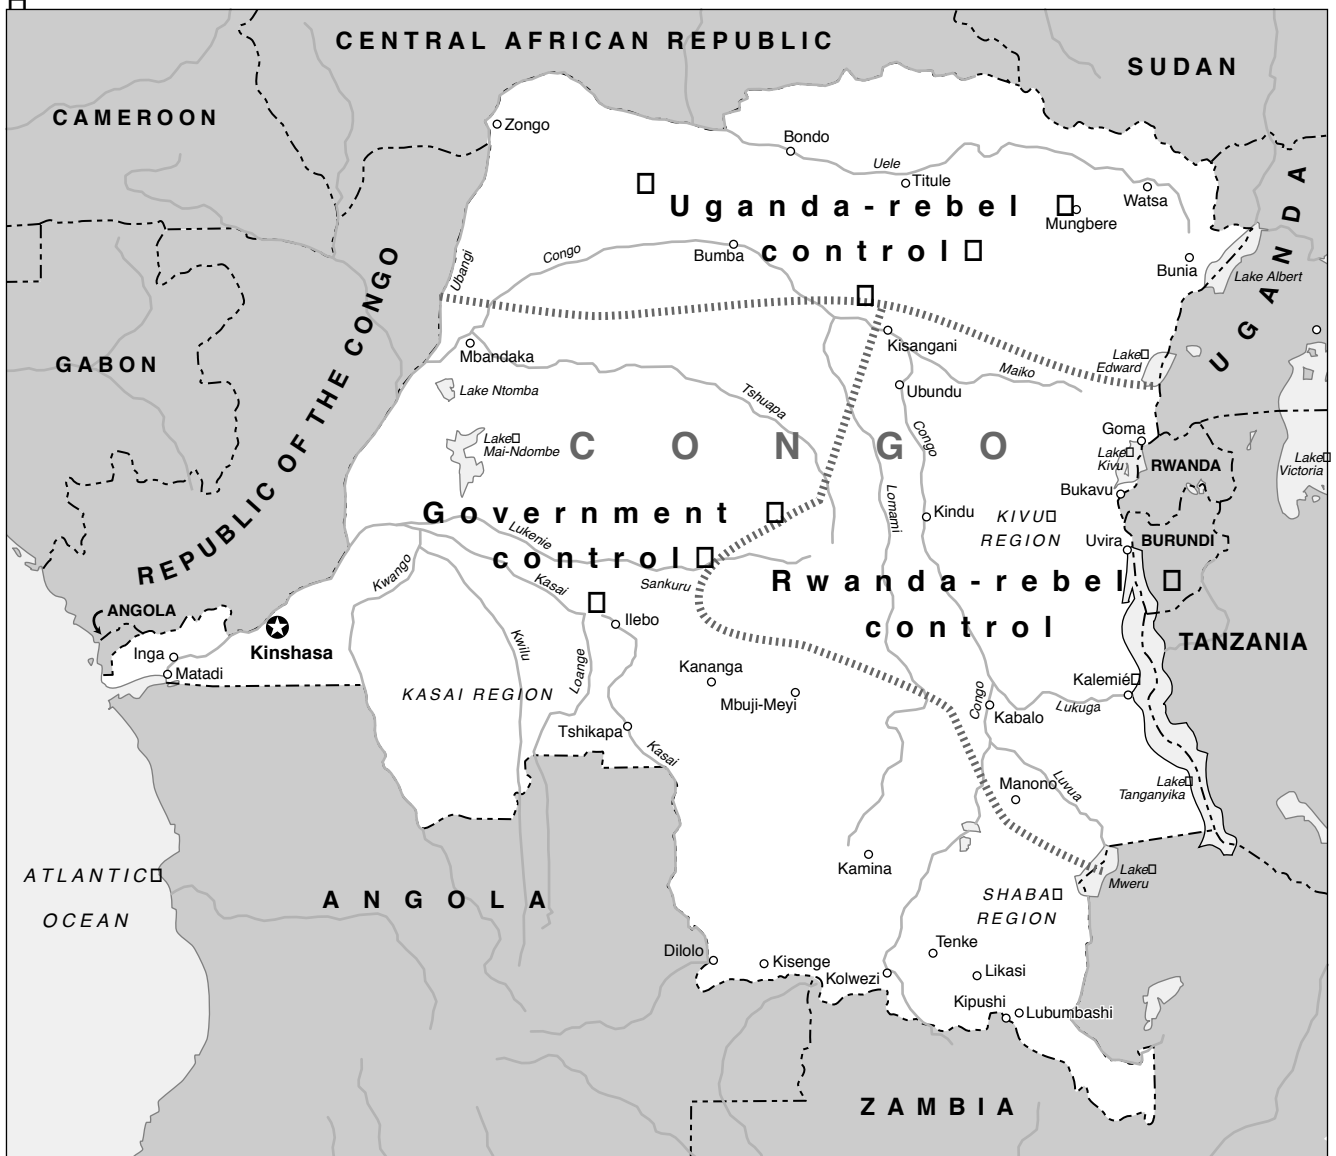 CENTRAL AFRICAN REPUBLIC
SUDAN
CAMEROON
Zongo
Bondo
Uele
Titule
Watsa
Uganda-rebel
Mungbere
control
Bumba
Congo
Ubangi
Bunia
Lake Albert
UGANDA
REPUBLIC OF THE CONGO
GABON
Mbandaka
Kisangani
Lake
Edward
Maiko
Lake Ntomba
Ubundu
Tshuapa
Congo
Goma
Lake
Mai-Ndombe
CONGO
Lake
Kivu
RWANDA
Lake
Victoria
Bukavu
Lomami
Kindu
KIVU
REGION
Government
control
Lukenie
Uvira
BURUNDI
Kwango
Kasai
Sankuru
Rwanda-rebel
control
ANGOLA
Ilebo
Inga
Kinshasa
Matadi
Kwilu
Loange
TANZANIA
Kananga
Mbuji-Meyi
Kalemié
KASAI REGION
Congo
Kabalo
Lukuga
Tshikapa
Kasai
Manono
Luvua
Lake
Tanganyika
Kamina
Lake
Mweru
ATLANTIC
OCEAN
ANGOLA
SHABA
REGION
Dilolo
Kisenge
Kolwezi
Tenke
Likasi
Kipushi
Lubumbashi
ZAMBIA